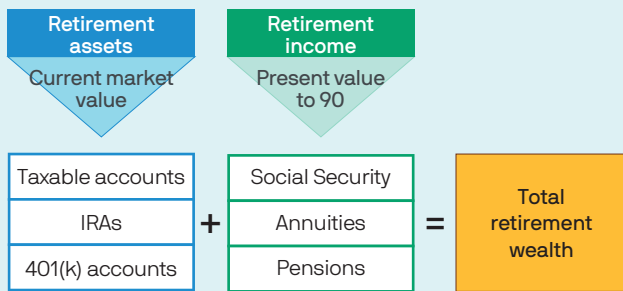 Retirement
assets
Current market
value
Retirement
income
Present value
to 90
Taxable accounts
IRAs
401(k) accounts
+
Social Security
Annuities
Pensions
=
Total
retirement
wealth